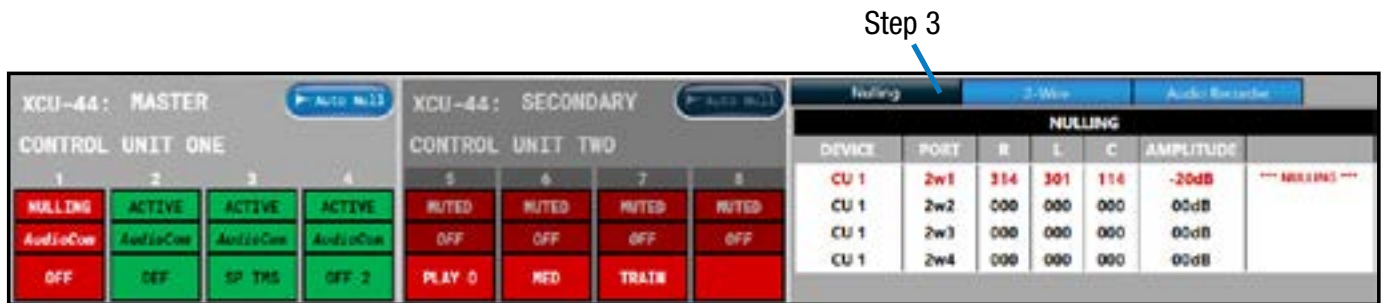 Step 3
XCU-44: MASTER
Auto Null
CONTROL UNIT ONE
1 2 3 4
NULLING ACTIVE ACTIVE ACTIVE
AudioCom AudioCom AudioCom AudioCom
OFF SP TMS OFF 2
XCU-44: SECONDARY
Auto Null
CONTROL UNIT TWO
5 6 7 8
MUTED MUTED MUTED MUTED
OFF OFF OFF OFF
PLAY O MED TRAIN
Nulling 2-Wire Audio Recorder
NULLING
DEVICE PORT R L C AMPLITUDE
CU 1 2w1 314 301 114 -20dB *** NULLING ***
CU 1 2w2 000 000 000 00dB
CU 1 2w3 000 000 000 00dB
CU 1 2w4 000 000 000 00dB